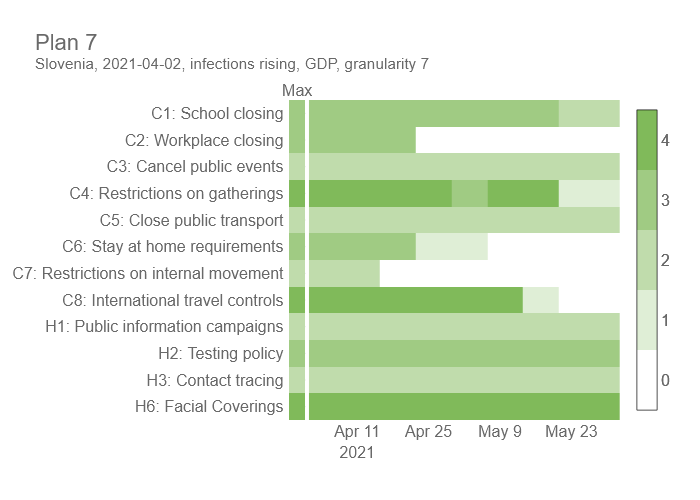 Plan 7
Slovenia, 2021-04-02, infections rising, GDP, granularity 7
Max
C1: School closing
C2: Workplace closing
C3: Cancel public events
C4: Restrictions on gatherings
C5: Close public transport
C6: Stay at home requirements
C7: Restrictions on internal movement
C8: International travel controls
H1: Public information campaigns
H2: Testing policy
H3: Contact tracing
H6: Facial Coverings
Apr 11 Apr 25 May 9 May 23
2021
4
3
2
1
0